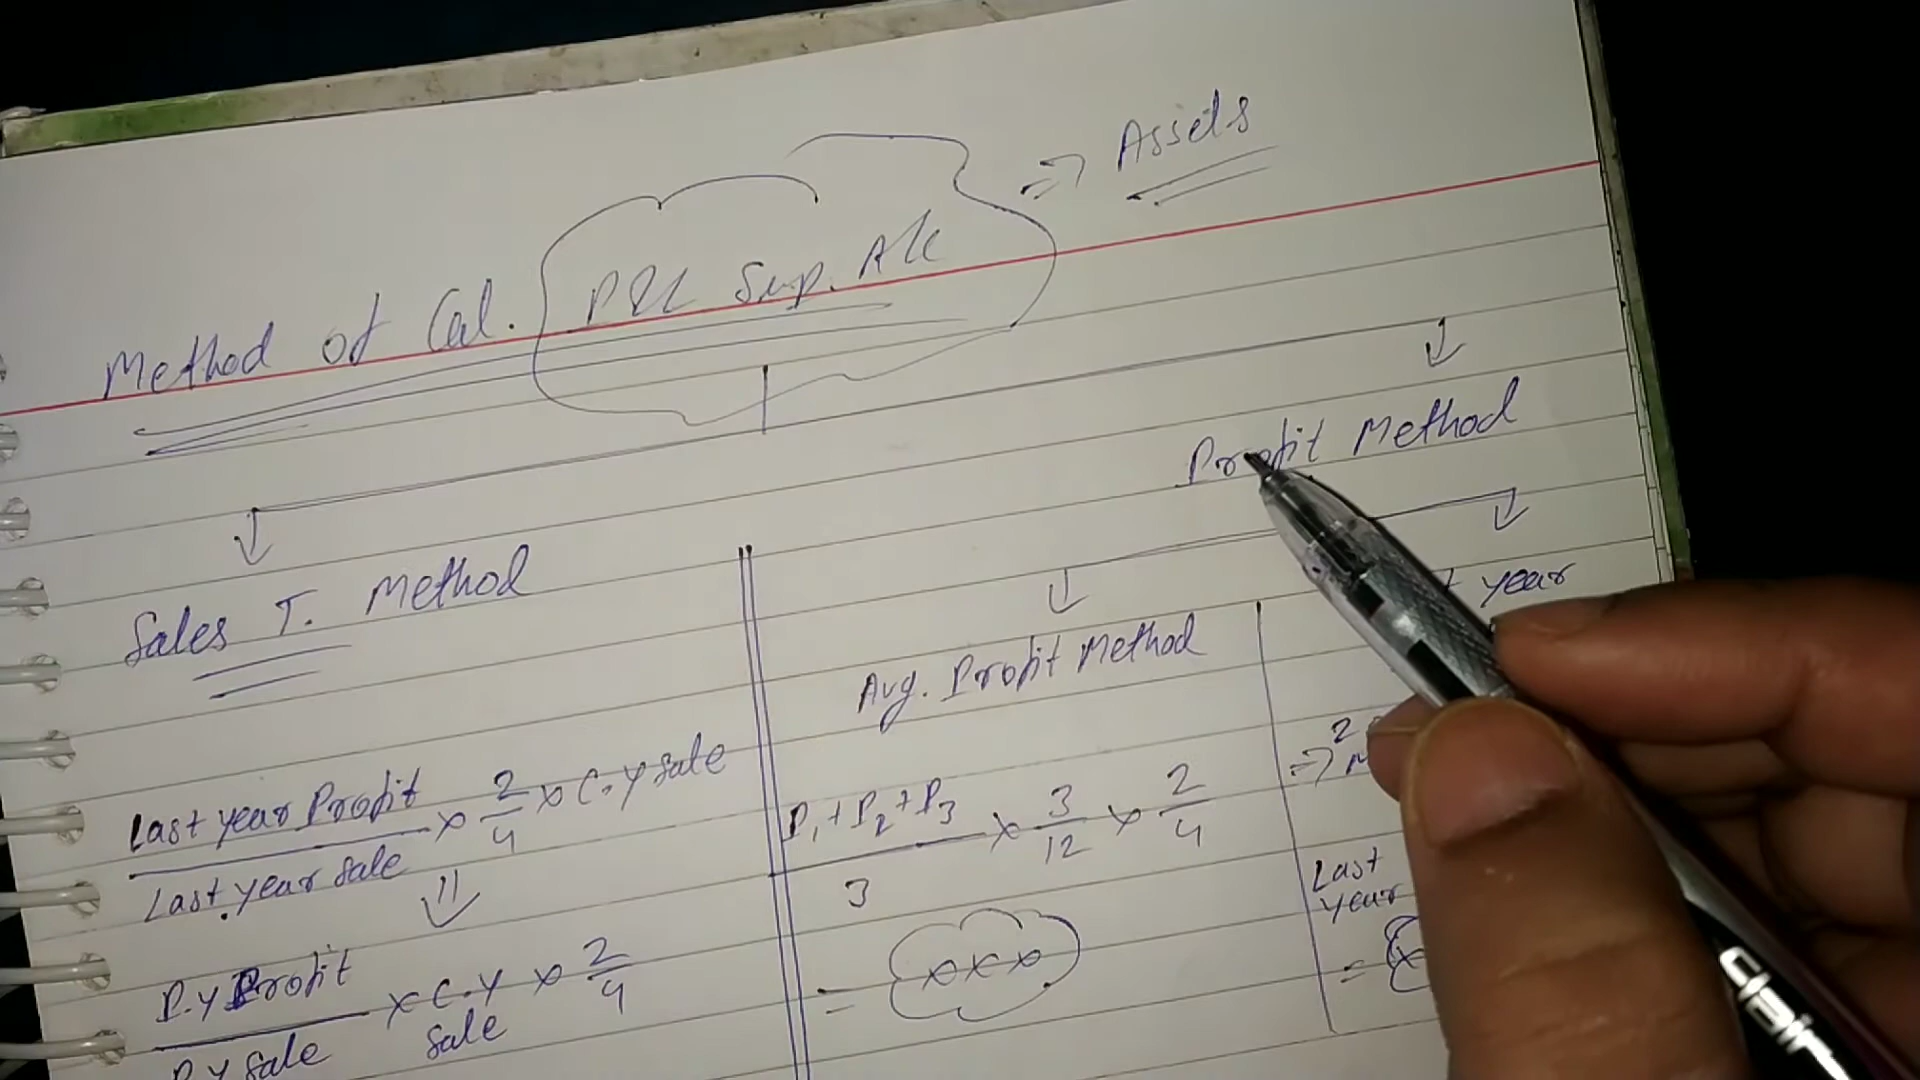 => Assets
Method of Cal. P&L Sup. A/c
Profit Method
Sales T. Method
year
Avg. Profit Method
Last year Profit / Last year sale × 2/4 × C.Y sale
P1 + P2 + P3 / 3 × 3/12 × 2/4
=> 2
Last
year
P.Y Profit / P.Y sale × C.Y sale × 2/4
= xxx
= x
clair